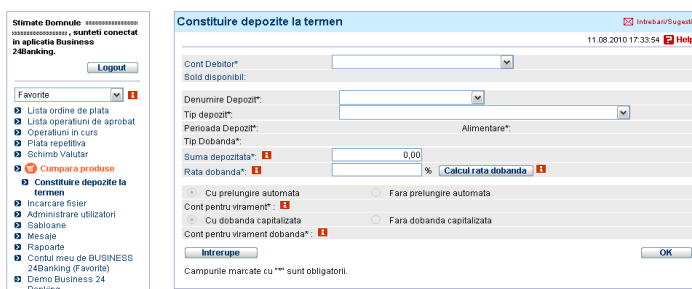 Stimate Domnule
, sunteti conectat
in aplicatia Business
24Banking.
Logout
Favorite
Lista ordine de plata
Lista operatiuni de aprobat
Operatiuni in curs
Plata repetitiva
Schimb Valutar
Cumpara produse
Constituire depozite la
termen
Incarcare fisier
Administrare utilizatori
Sabloane
Mesaje
Rapoarte
Contul meu de BUSINESS
24Banking (Favorite)
Demo Business 24
Banking
Constituire depozite la termen
Intrebari/Sugesti
11.08.2010 17:33:54 ? Help
Cont Debitor*
Sold disponibil:
Denumire Depozit*:
Tip depozit*:
Perioada Depozit*: Alimentare*:
Tip Dobanda*:
Suma depozitata*: 0,00
Rata dobanda*: % Calcul rata dobanda
Cu prelungire automata Fara prelungire automata
Cont pentru virament* :
Cu dobanda capitalizata Fara dobanda capitalizata
Cont pentru virament dobanda* :
Intrerupe OK
Campurile marcate cu "*" sunt obligatorii.